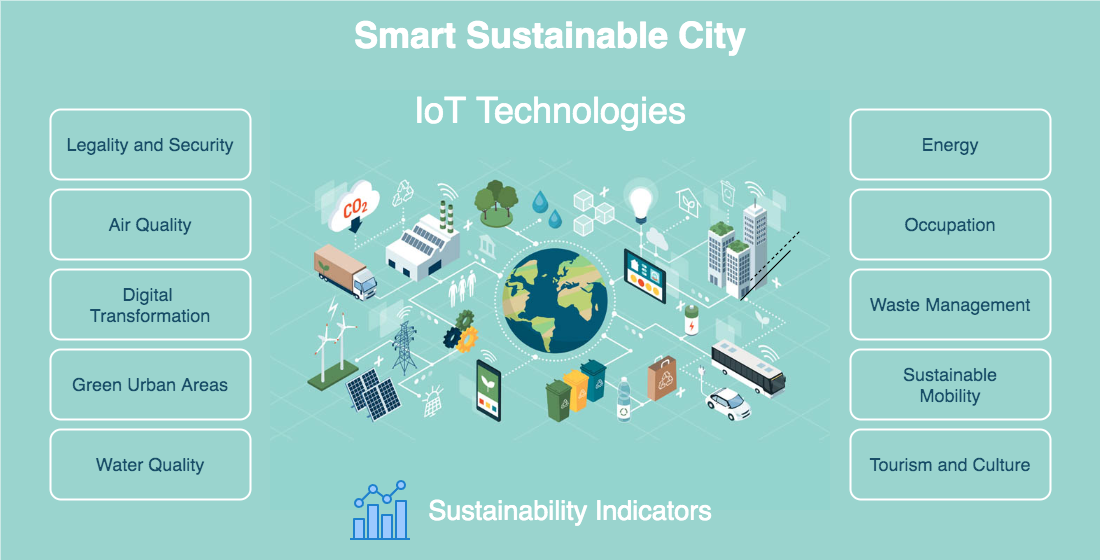 Smart Sustainable City
IoT Technologies
Legality and Security
Air Quality
Digital
Transformation
Green Urban Areas
Water Quality
CO2
Energy
Occupation
Waste Management
Sustainable
Mobility
Tourism and Culture
Sustainability Indicators